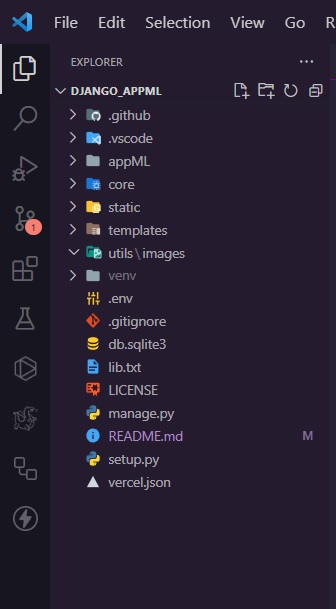 File Edit Selection View Go R
EXPLORER
DJANGO_APPML
.github
.vscode
appML
core
static
templates
utils\images
venv
.env
.gitignore
db.sqlite3
lib.txt
LICENSE
manage.py
README.md M
setup.py
vercel.json
1